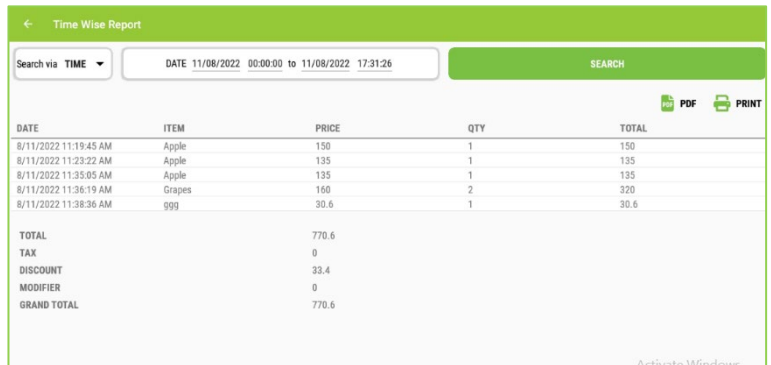 Time Wise Report
Search via TIME DATE 11/08/2022 00:00:00 to 11/08/2022 17:31:26 SEARCH
PDF PDF PRINT
DATE ITEM PRICE QTY TOTAL
8/11/2022 11:19:45 AM Apple 150 1 150
8/11/2022 11:23:22 AM Apple 135 1 135
8/11/2022 11:35:05 AM Apple 135 1 135
8/11/2022 11:36:19 AM Grapes 160 2 320
8/11/2022 11:38:36 AM ggg 30.6 1 30.6
TOTAL 770.6
TAX 0
DISCOUNT 33.4
MODIFIER 0
GRAND TOTAL 770.6
Activate Windows